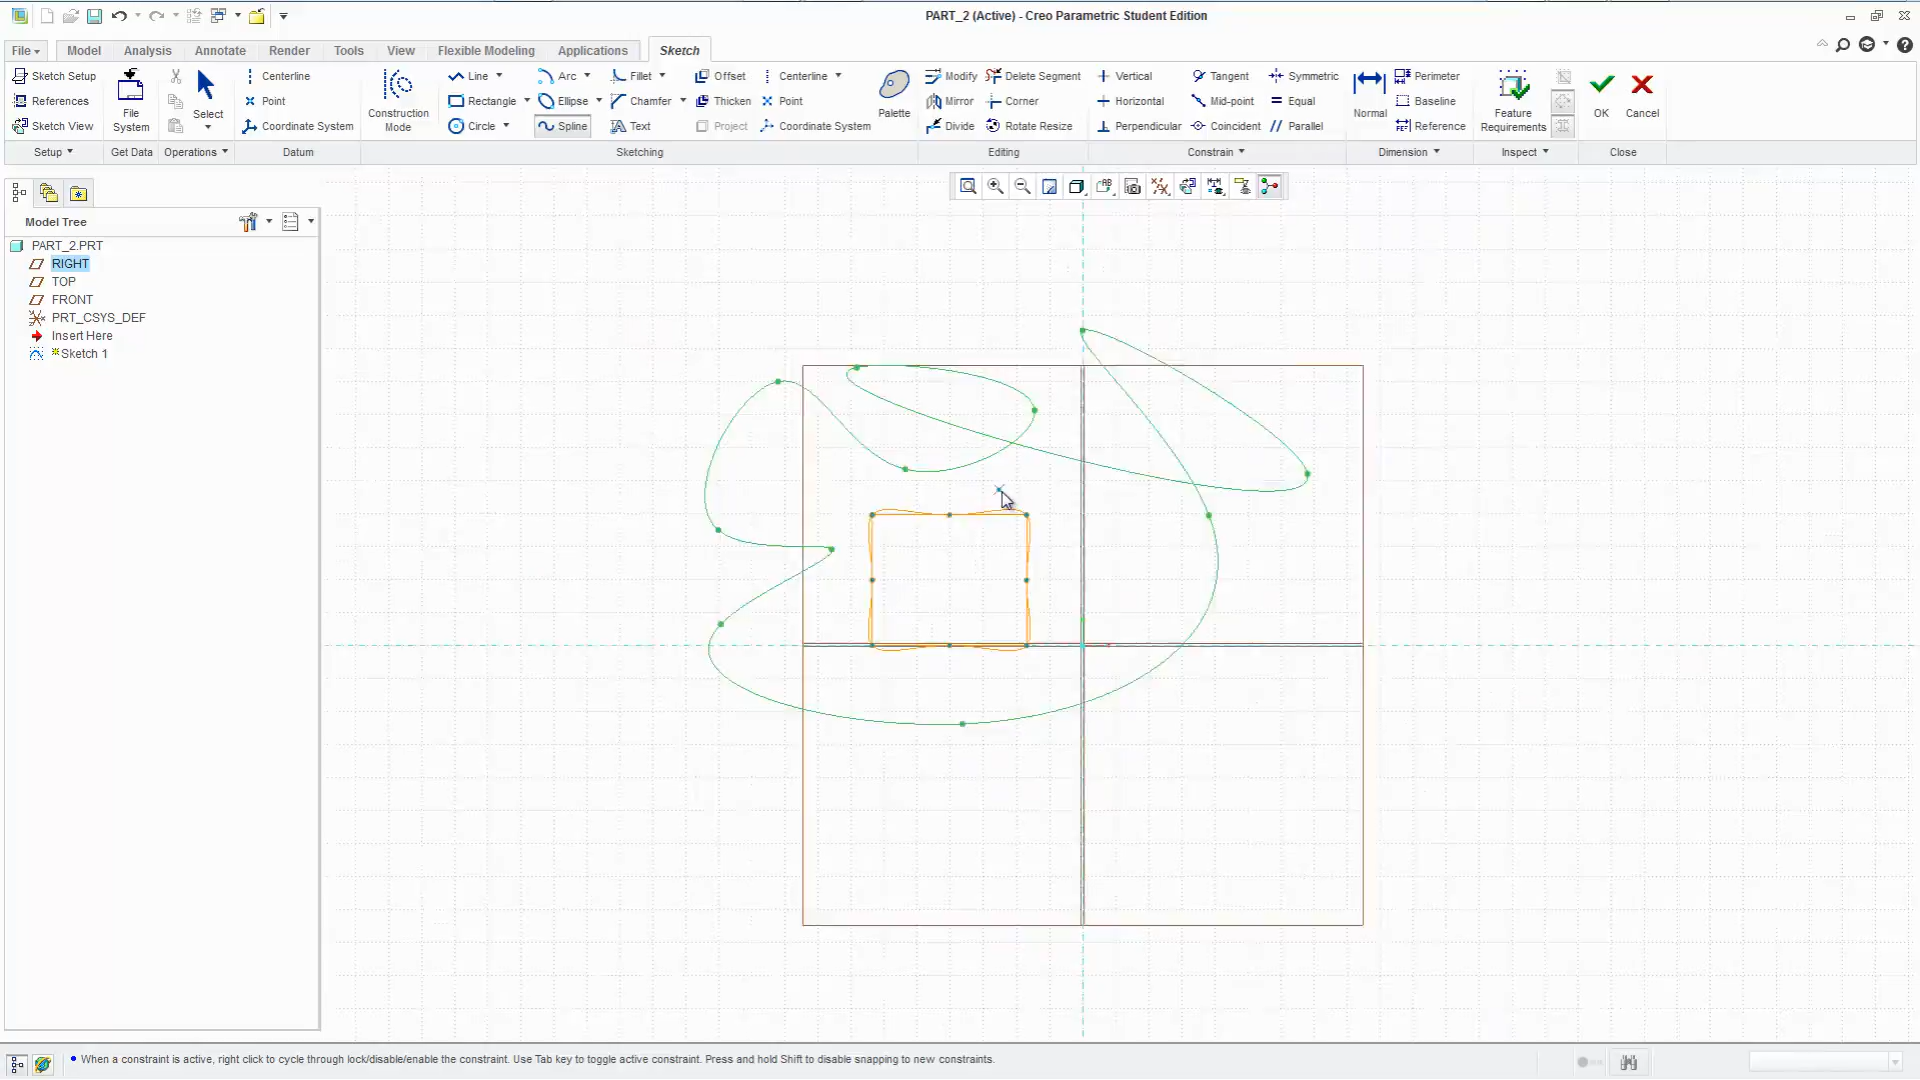 PART_2 (Active) - Creo Parametric Student Edition
File Model Analysis Annotate Render Tools View Flexible Modeling Applications Sketch
Sketch Setup Centerline Line Arc Fillet Offset Centerline Modify Delete Segment Vertical Tangent Symmetric Perimeter
References Point Rectangle Ellipse Chamfer Thicken Point Mirror Corner Horizontal Mid-point Equal Baseline
Sketch View Coordinate System Circle Spline Text Project Coordinate System Divide Rotate Resize Perpendicular Coincident Parallel Reference
File System Select Construction Mode Palette Normal Feature Requirements OK Cancel
Setup Get Data Operations Datum Sketching Editing Constrain Dimension Inspect Close
Model Tree
PART_2.PRT
RIGHT
TOP
FRONT
PRT_CSYS_DEF
Insert Here
Sketch 1
When a constraint is active, right click to cycle through lock/disable/enable the constraint. Use Tab key to toggle active constraint. Press and hold Shift to disable snapping to new constraints.